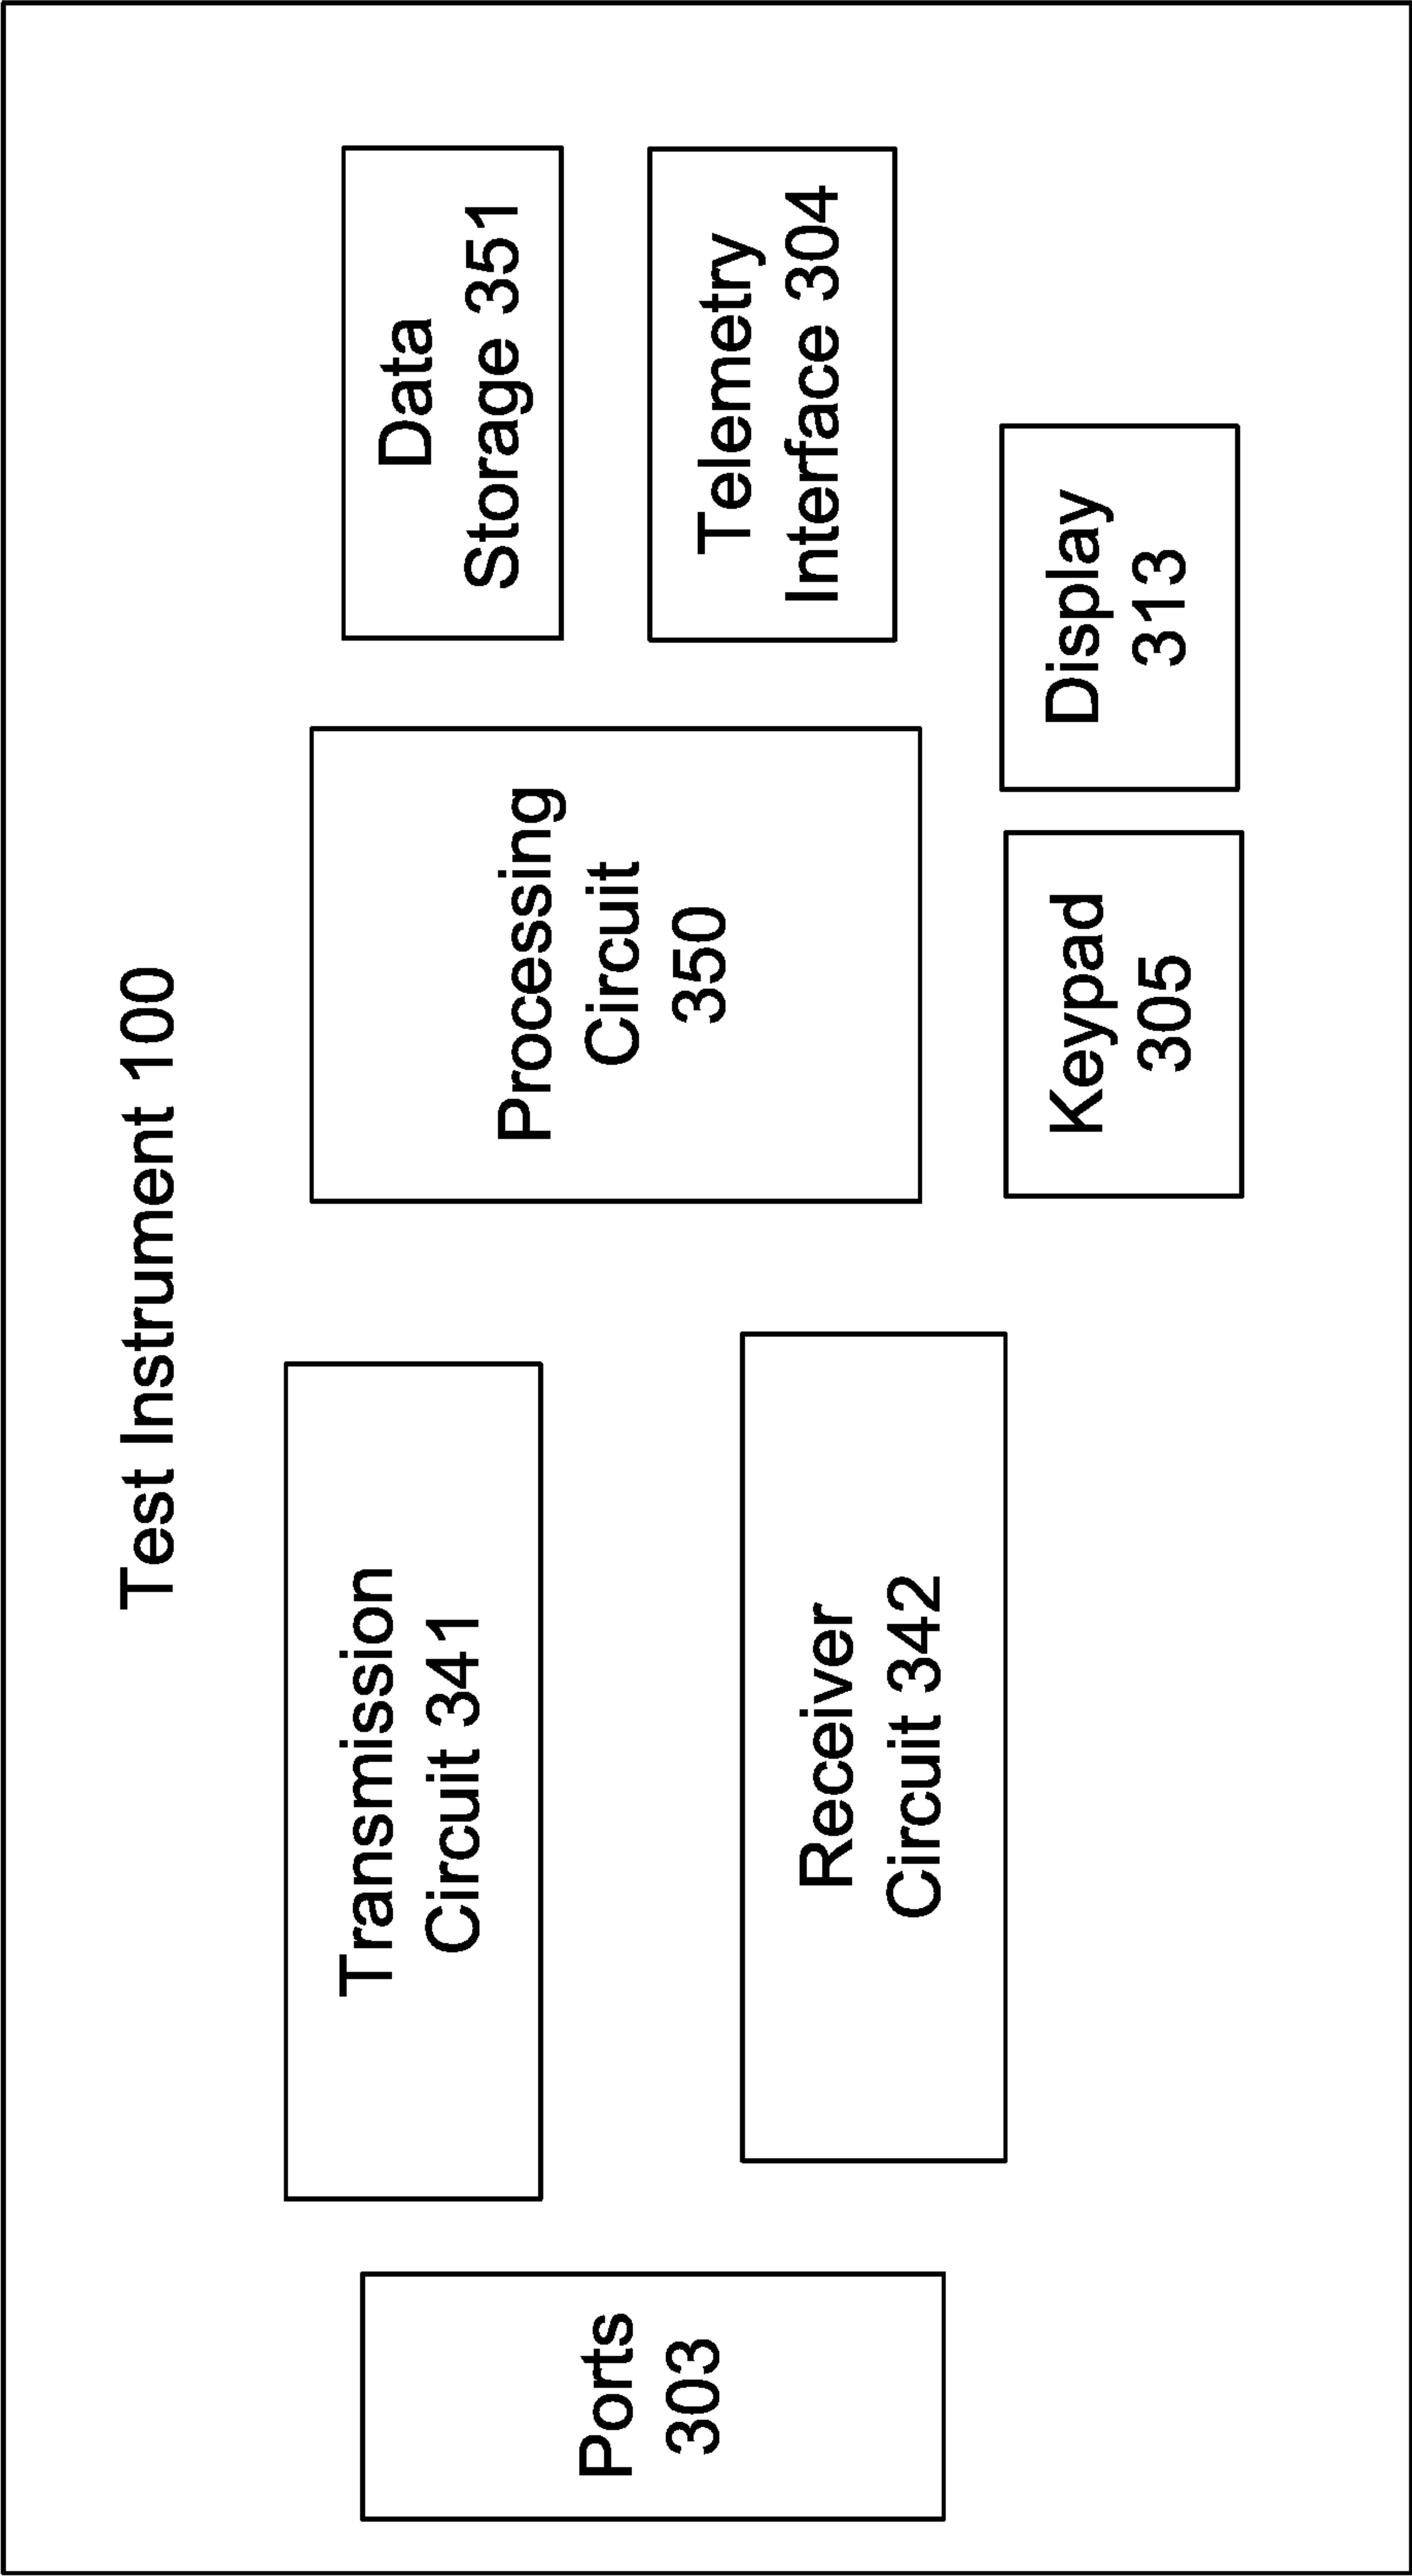 Test Instrument 100
Ports
303
Transmission
Circuit 341
Receiver
Circuit 342
Processing
Circuit
350
Data
Storage 351
Telemetry
Interface 304
Keypad
305
Display
313